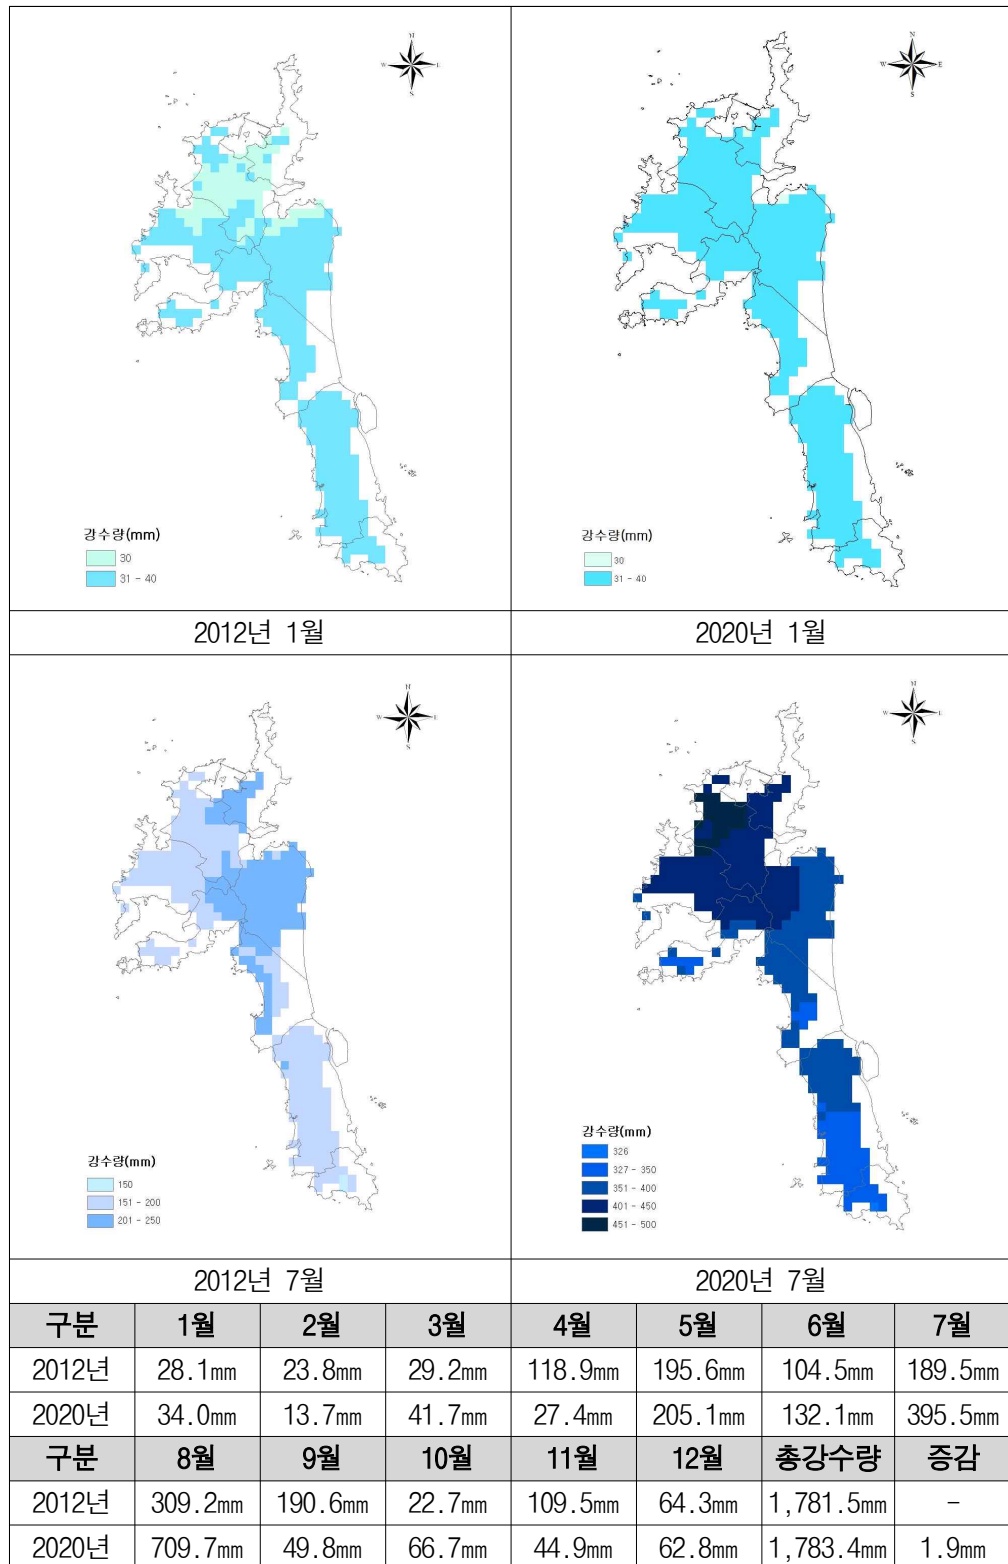 N
W E
S
강수량(mm)
30
31 - 40
N
W E
S
강수량(mm)
30
31 - 40
2012년 1월 2020년 1월
N
W E
S
강수량(mm)
150
151 - 200
201 - 250
N
W E
S
강수량(mm)
326
327 - 350
351 - 400
401 - 450
451 - 500
2012년 7월 2020년 7월
구분 1월 2월 3월 4월 5월 6월 7월
2012년 28.1㎜ 23.8㎜ 29.2㎜ 118.9㎜ 195.6㎜ 104.5㎜ 189.5㎜
2020년 34.0㎜ 13.7㎜ 41.7㎜ 27.4㎜ 205.1㎜ 132.1㎜ 395.5㎜
구분 8월 9월 10월 11월 12월 총강수량 증감
2012년 309.2㎜ 190.6㎜ 22.7㎜ 109.5㎜ 64.3㎜ 1,781.5㎜ -
2020년 709.7㎜ 49.8㎜ 66.7㎜ 44.9㎜ 62.8㎜ 1,783.4㎜ 1.9㎜